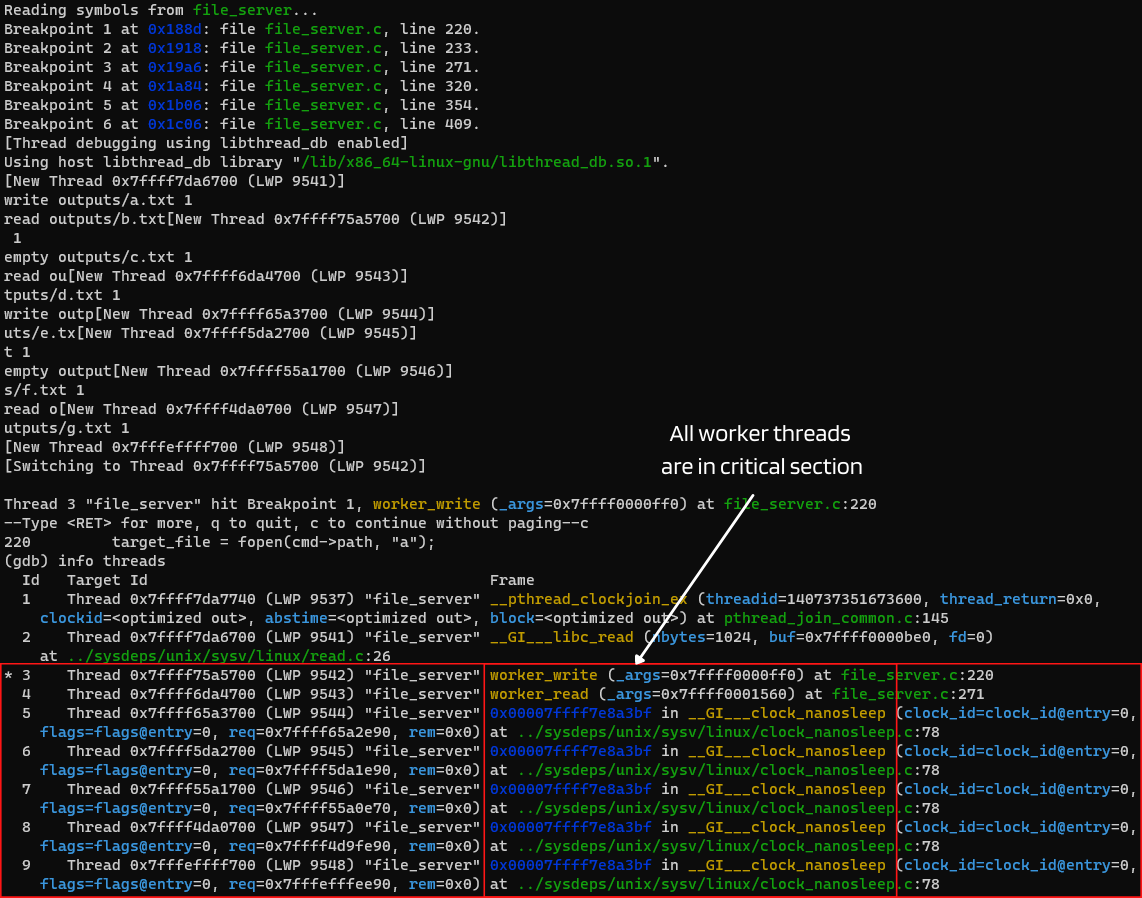 Reading symbols from file_server...
Breakpoint 1 at 0x188d: file file_server.c, line 220.
Breakpoint 2 at 0x1918: file file_server.c, line 233.
Breakpoint 3 at 0x19a6: file file_server.c, line 271.
Breakpoint 4 at 0x1a84: file file_server.c, line 320.
Breakpoint 5 at 0x1b06: file file_server.c, line 354.
Breakpoint 6 at 0x1c06: file file_server.c, line 409.
[Thread debugging using libthread_db enabled]
Using host libthread_db library "/lib/x86_64-linux-gnu/libthread_db.so.1".
[New Thread 0x7ffff7da6700 (LWP 9541)]
write outputs/a.txt 1
read outputs/b.txt[New Thread 0x7ffff75a5700 (LWP 9542)]
 1
empty outputs/c.txt 1
read ou[New Thread 0x7ffff6da4700 (LWP 9543)]
tputs/d.txt 1
write outp[New Thread 0x7ffff65a3700 (LWP 9544)]
uts/e.tx[New Thread 0x7ffff5da2700 (LWP 9545)]
t 1
empty output[New Thread 0x7ffff55a1700 (LWP 9546)]
s/f.txt 1
read o[New Thread 0x7ffff4da0700 (LWP 9547)]
utputs/g.txt 1
[New Thread 0x7fffeffff700 (LWP 9548)]
[Switching to Thread 0x7ffff75a5700 (LWP 9542)]
All worker threads
are in critical section
Thread 3 "file_server" hit Breakpoint 1, worker_write (_args=0x7ffff0000ff0) at file_server.c:220
--Type <RET> for more, q to quit, c to continue without paging--c
220         target_file = fopen(cmd->path, "a");
(gdb) info threads
  Id   Target Id                                      Frame
  1    Thread 0x7ffff7da7740 (LWP 9537) "file_server" __pthread_clockjoin_ex (threadid=140737351673600, thread_return=0x0,
    clockid=<optimized out>, abstime=<optimized out>, block=<optimized out>) at pthread_join_common.c:145
  2    Thread 0x7ffff7da6700 (LWP 9541) "file_server" __GI___libc_read (nbytes=1024, buf=0x7ffff0000be0, fd=0)
    at ../sysdeps/unix/sysv/linux/read.c:26
* 3    Thread 0x7ffff75a5700 (LWP 9542) "file_server" worker_write (_args=0x7ffff0000ff0) at file_server.c:220
  4    Thread 0x7ffff6da4700 (LWP 9543) "file_server" worker_read (_args=0x7ffff0001560) at file_server.c:271
  5    Thread 0x7ffff65a3700 (LWP 9544) "file_server" 0x00007ffff7e8a3bf in __GI___clock_nanosleep (clock_id=clock_id@entry=0,
    flags=flags@entry=0, req=0x7ffff65a2e90, rem=0x0) at ../sysdeps/unix/sysv/linux/clock_nanosleep.c:78
  6    Thread 0x7ffff5da2700 (LWP 9545) "file_server" 0x00007ffff7e8a3bf in __GI___clock_nanosleep (clock_id=clock_id@entry=0,
    flags=flags@entry=0, req=0x7ffff5da1e90, rem=0x0) at ../sysdeps/unix/sysv/linux/clock_nanosleep.c:78
  7    Thread 0x7ffff55a1700 (LWP 9546) "file_server" 0x00007ffff7e8a3bf in __GI___clock_nanosleep (clock_id=clock_id@entry=0,
    flags=flags@entry=0, req=0x7ffff55a0e70, rem=0x0) at ../sysdeps/unix/sysv/linux/clock_nanosleep.c:78
  8    Thread 0x7ffff4da0700 (LWP 9547) "file_server" 0x00007ffff7e8a3bf in __GI___clock_nanosleep (clock_id=clock_id@entry=0,
    flags=flags@entry=0, req=0x7ffff4d9fe90, rem=0x0) at ../sysdeps/unix/sysv/linux/clock_nanosleep.c:78
  9    Thread 0x7fffeffff700 (LWP 9548) "file_server" 0x00007ffff7e8a3bf in __GI___clock_nanosleep (clock_id=clock_id@entry=0,
    flags=flags@entry=0, req=0x7fffefffee90, rem=0x0) at ../sysdeps/unix/sysv/linux/clock_nanosleep.c:78